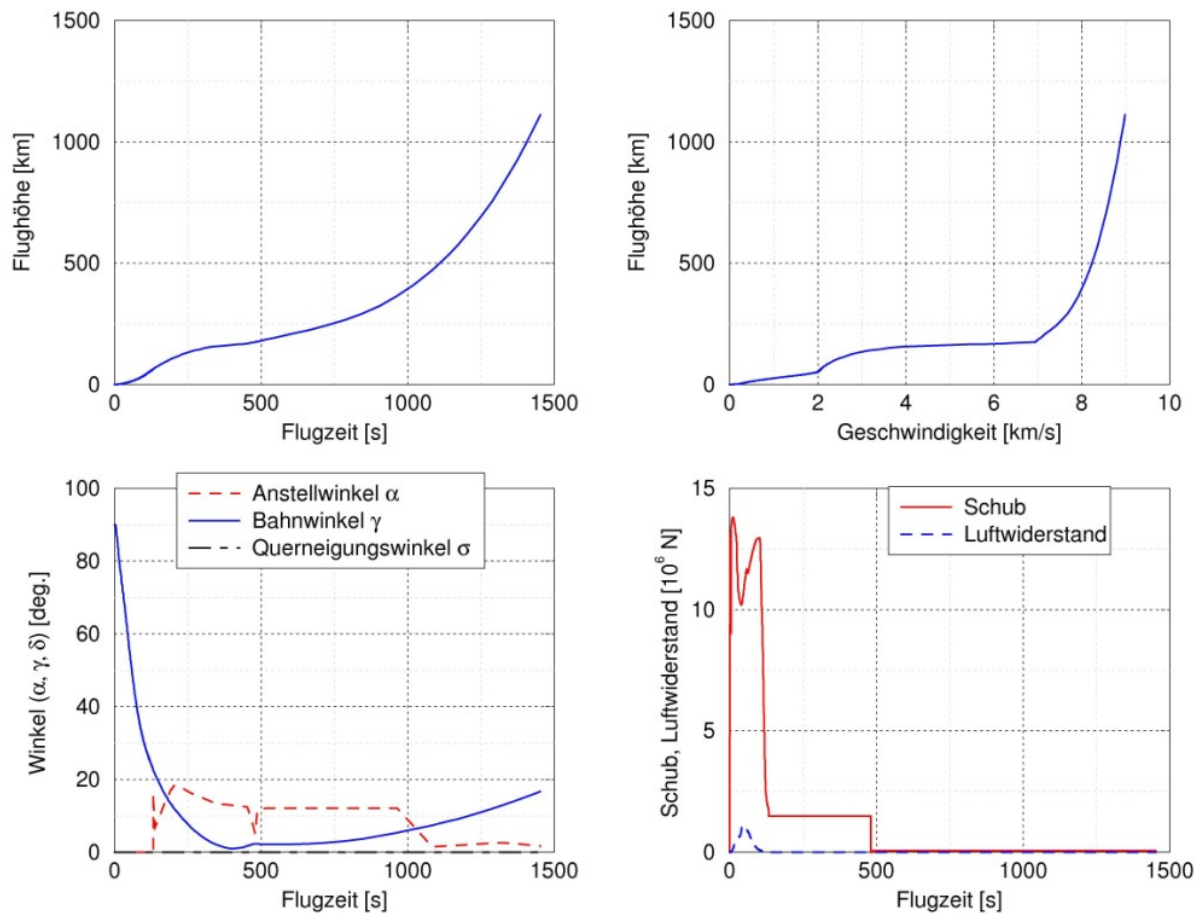 1500
1000
500
0
Flughöhe [km]
0 500 1000 1500
Flugzeit [s]
1500
1000
500
0
Flughöhe [km]
0 2 4 6 8 10
Geschwindigkeit [km/s]
100
80
60
40
20
0
Winkel (α, γ, δ) [deg.]
Anstellwinkel α
Bahnwinkel γ
Querneigungswinkel σ
0 500 1000 1500
Flugzeit [s]
15
10
5
0
Schub, Luftwiderstand [10⁶ N]
Schub
Luftwiderstand
0 500 1000 1500
Flugzeit [s]